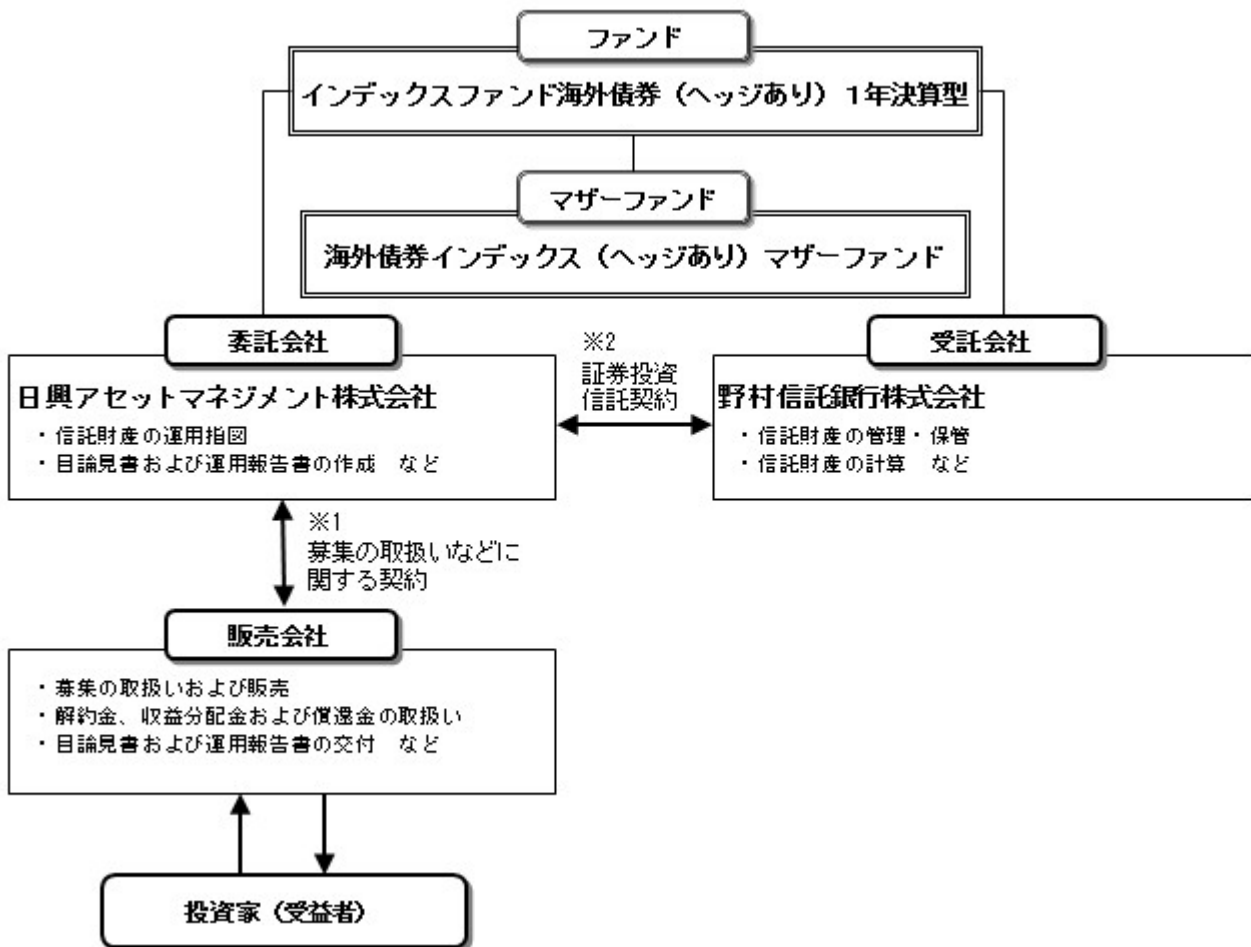 ファンド
インデックスファンド海外債券（ヘッジあり）1年決算型
マザーファンド
海外債券インデックス（ヘッジあり）マザーファンド
委託会社
日興アセットマネジメント株式会社
・信託財産の運用指図
・目論見書および運用報告書の作成　など
※2
証券投資
信託契約
受託会社
野村信託銀行株式会社
・信託財産の管理・保管
・信託財産の計算　など
※1
募集の取扱いなどに
関する契約
販売会社
・募集の取扱いおよび販売
・解約金、収益分配金および償還金の取扱い
・目論見書および運用報告書の交付　など
投資家（受益者）